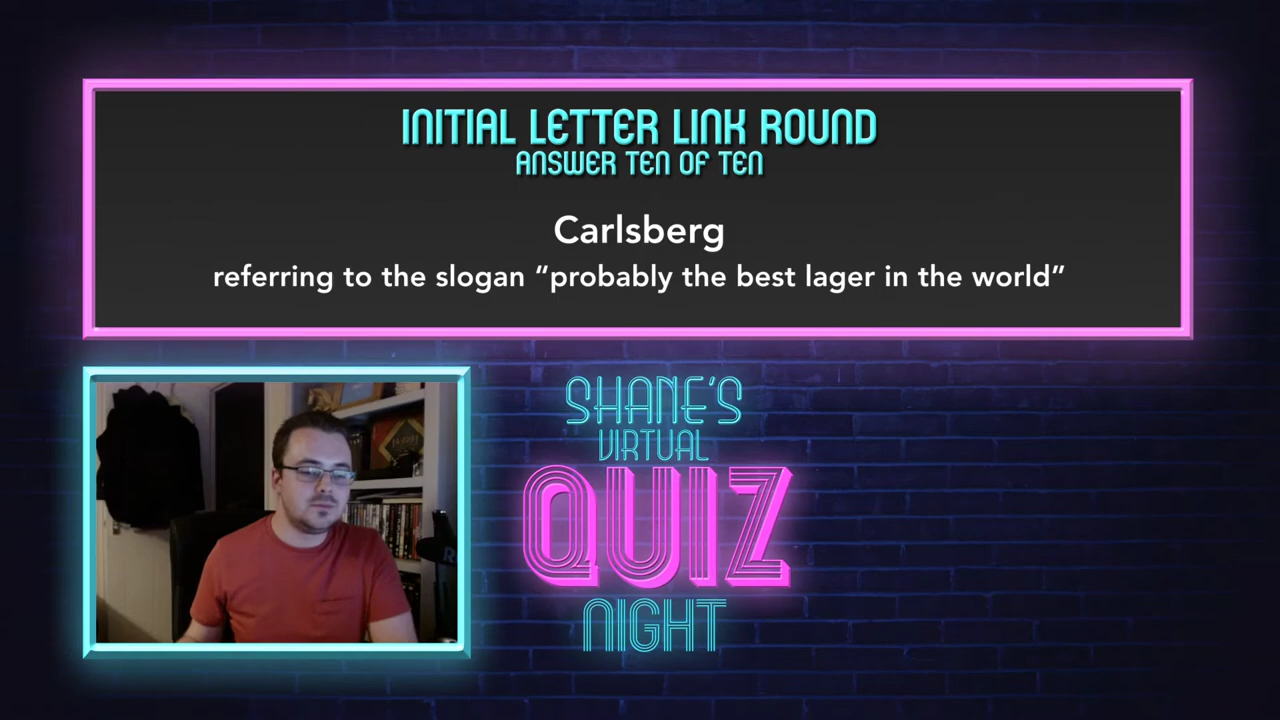 INITIAL LETTER LINK ROUND
ANSWER TEN OF TEN
Carlsberg
referring to the slogan “probably the best lager in the world”
SHANE'S
VIRTUAL
QUIZ
NIGHT